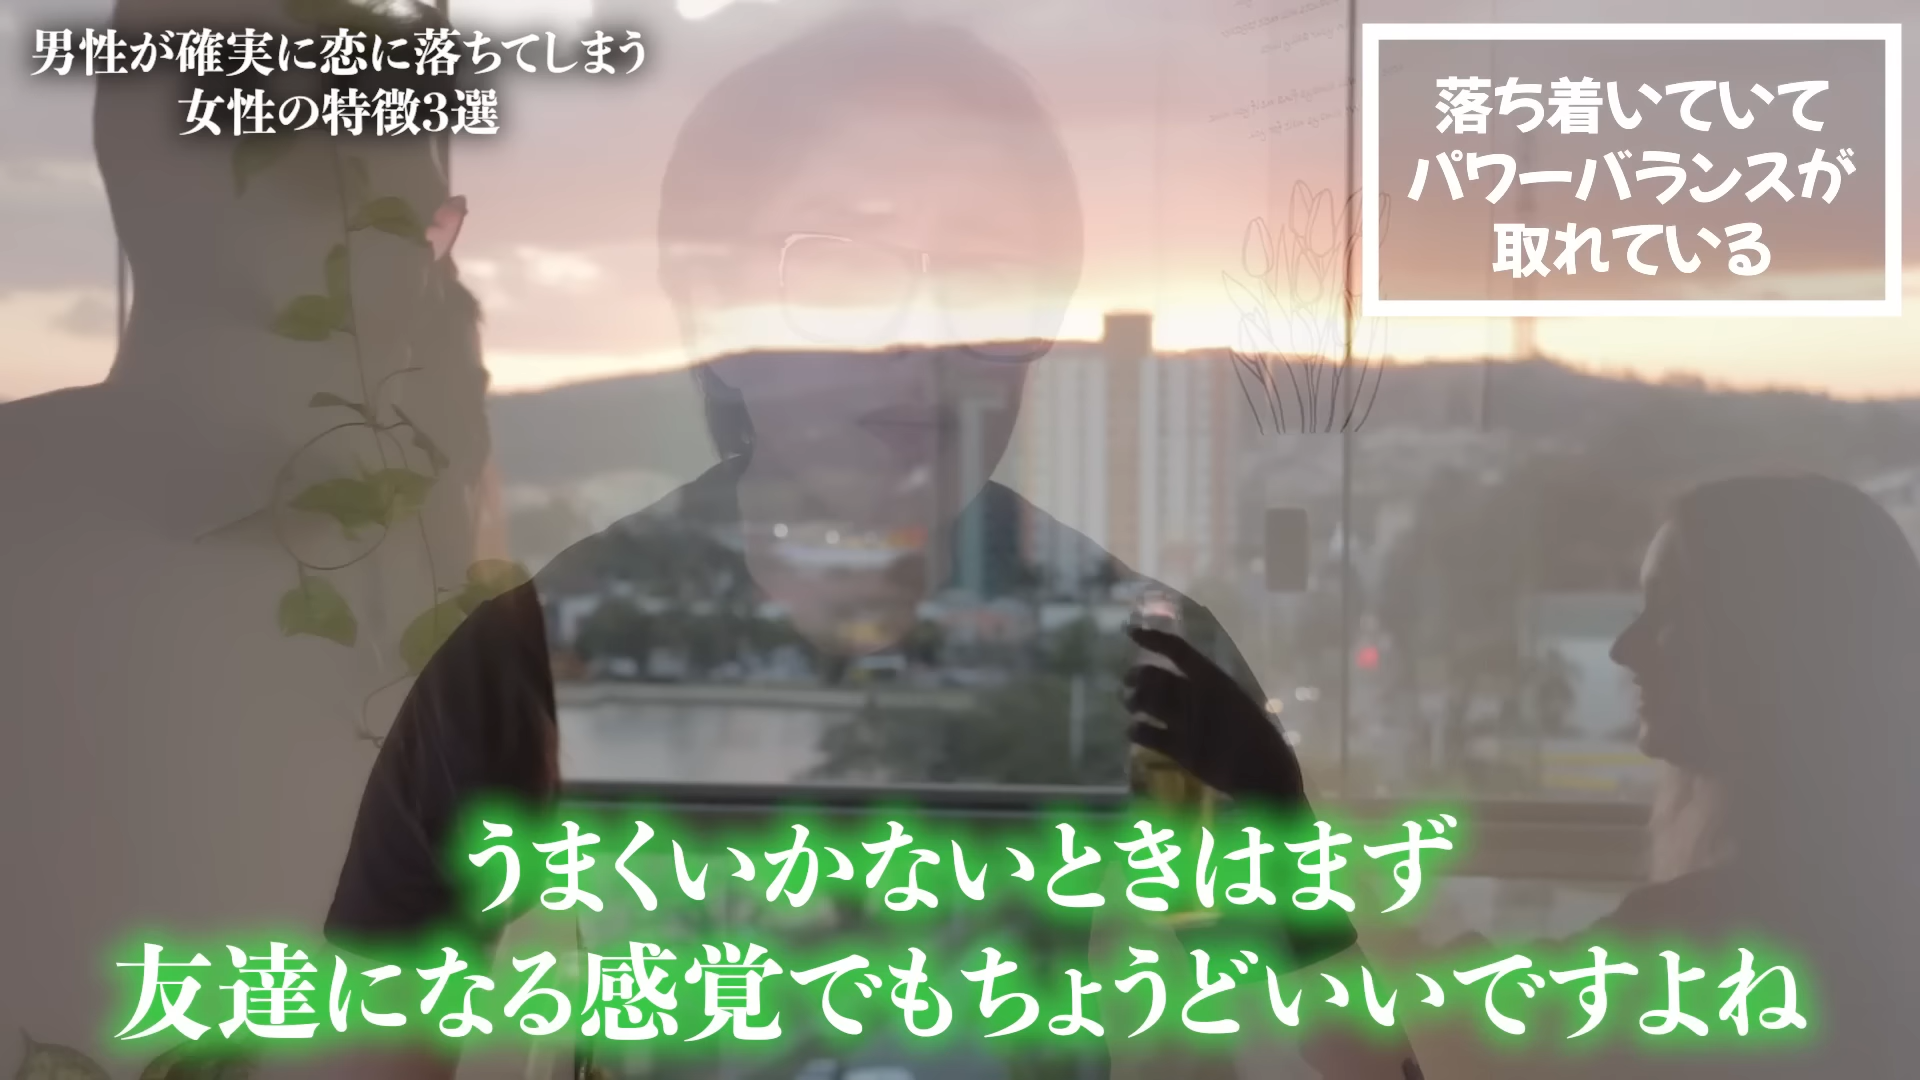 男性が確実に恋に落ちてしまう
女性の特徴3選
落ち着いていて
パワーバランスが
取れている
うまくいかないときはまず
友達になる感覚でもちょうどいいですよね